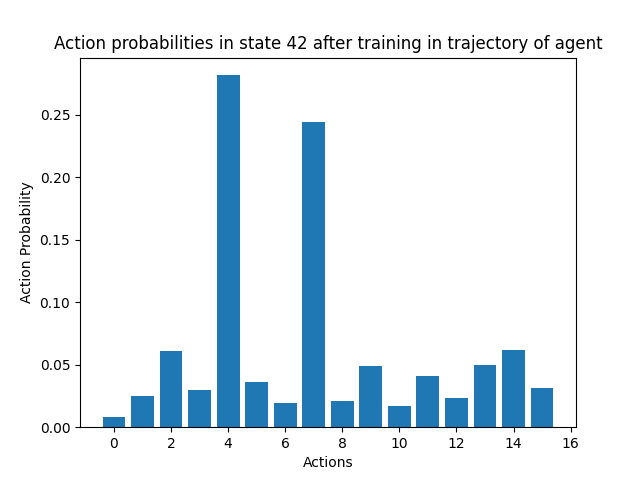 Action probabilities in state 42 after training in trajectory of agent
0.25
0.20
0.15
0.10
0.05
0.00
Action Probability
0 2 4 6 8 10 12 14 16
Actions